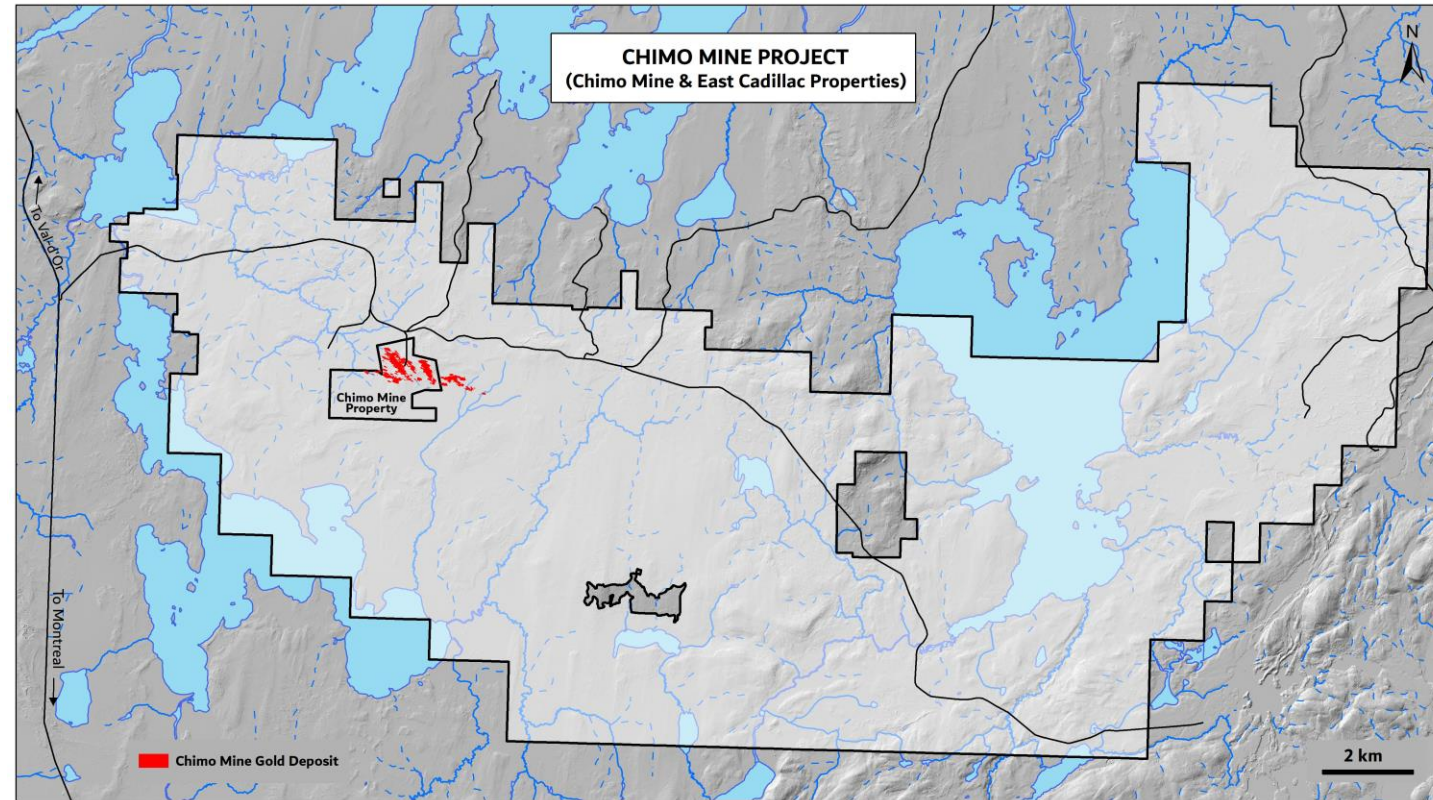 CHIMO MINE PROJECT
(Chimo Mine & East Cadillac Properties)
N
To Val-d'Or
Chimo Mine
Property
To Montreal
Chimo Mine Gold Deposit
2 km